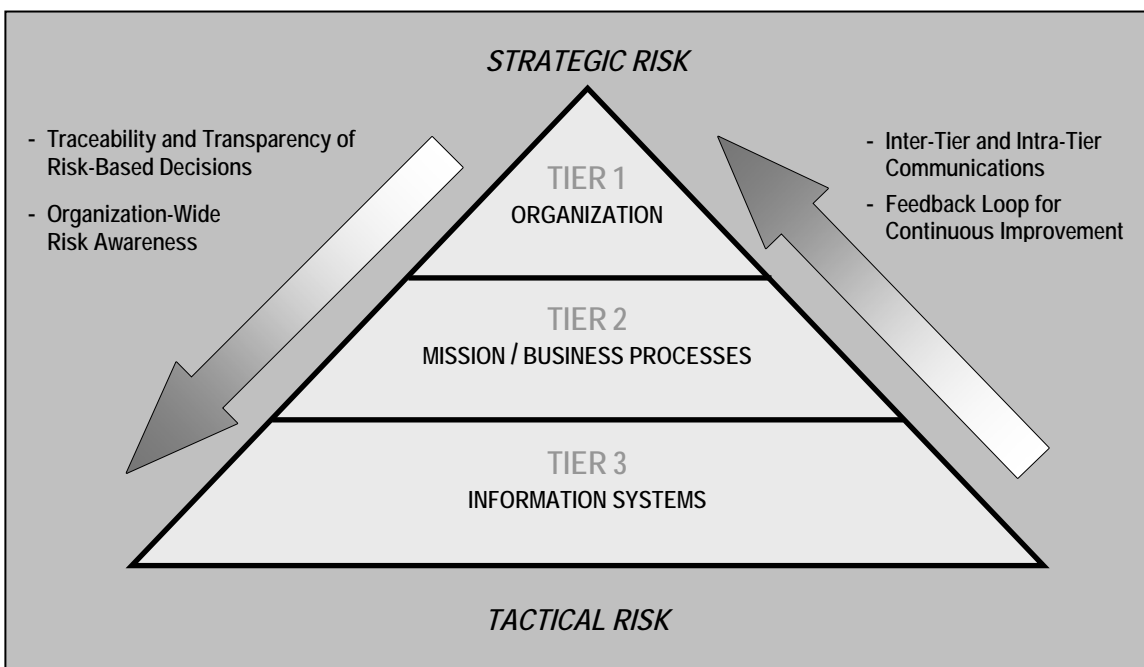 STRATEGIC RISK
- Traceability and Transparency of
Risk-Based Decisions
- Organization-Wide
Risk Awareness
- Inter-Tier and Intra-Tier
Communications
- Feedback Loop for
Continuous Improvement
TIER 1
ORGANIZATION
TIER 2
MISSION / BUSINESS PROCESSES
TIER 3
INFORMATION SYSTEMS
TACTICAL RISK